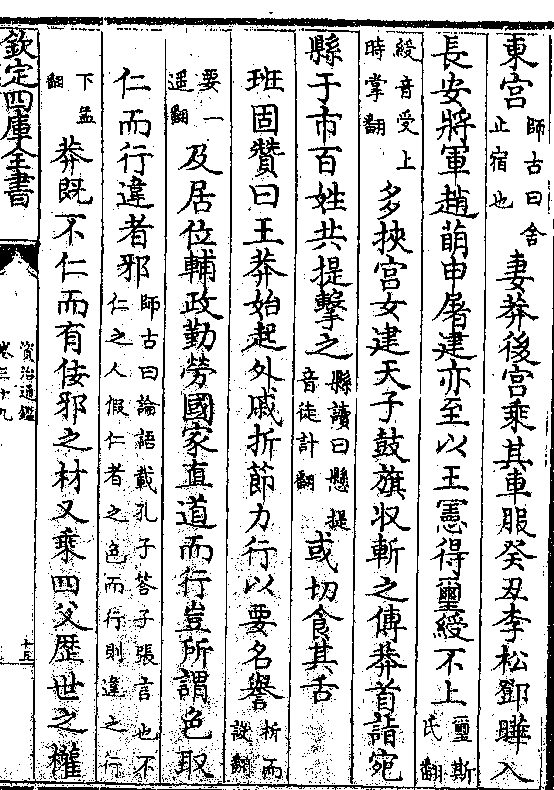 東宫師古曰舍止宿也妻莽後宫乘其車服癸丑李松鄧曄入
長安將軍趙萌申屠建亦至以王憲得璽綬不上璽斯氏翻
綬音受上時掌翻多挾宫女建天子鼓旗收斬之傳莽首詣宛
縣于市百姓共提擊之縣讀曰懸提音徒計翻或切食其舌
班固贊曰王莽始起外戚折節力行以要名譽折而設翻
要一遥翻及居位輔政勤勞國家直道而行豈所謂色取
仁而行違者邪師古曰論語載孔子答子張言也不仁之人假仁者之色而行則違之行
下孟翻莽既不仁而有佞邪之材又乘四父歷世之權
欽定四庫全書
資治通鑑
卷三十九
十五